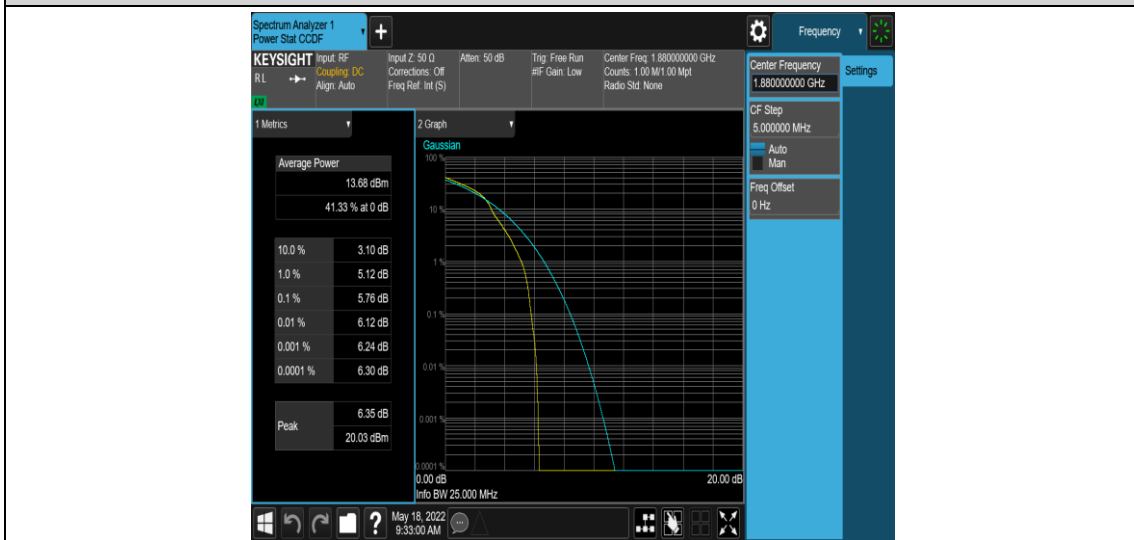 Spectrum Analyzer 1
Power Stat CCDF
Frequency
KEYSIGHT
RL
LXI
Input: RF
Coupling: DC
Align: Auto
Input Z: 50 Ω
Corrections: Off
Freq Ref: Int (S)
Atten: 50 dB
Trig: Free Run
#IF Gain: Low
Center Freq: 1.880000000 GHz
Counts: 1.00 M/1.00 Mpt
Radio Std: None
Center Frequency
1.880000000 GHz
Settings
CF Step
5.000000 MHz
Auto
Man
Freq Offset
0 Hz
1 Metrics
Average Power
13.68 dBm
41.33 % at 0 dB
10.0 % 3.10 dB
1.0 % 5.12 dB
0.1 % 5.76 dB
0.01 % 6.12 dB
0.001 % 6.24 dB
0.0001 % 6.30 dB
Peak 6.35 dB
20.03 dBm
2 Graph
Gaussian
100 %
10 %
1 %
0.1 %
0.01 %
0.001 %
0.0001 %
0.00 dB 20.00 dB
Info BW 25.000 MHz
?
May 18, 2022
9:33:00 AM